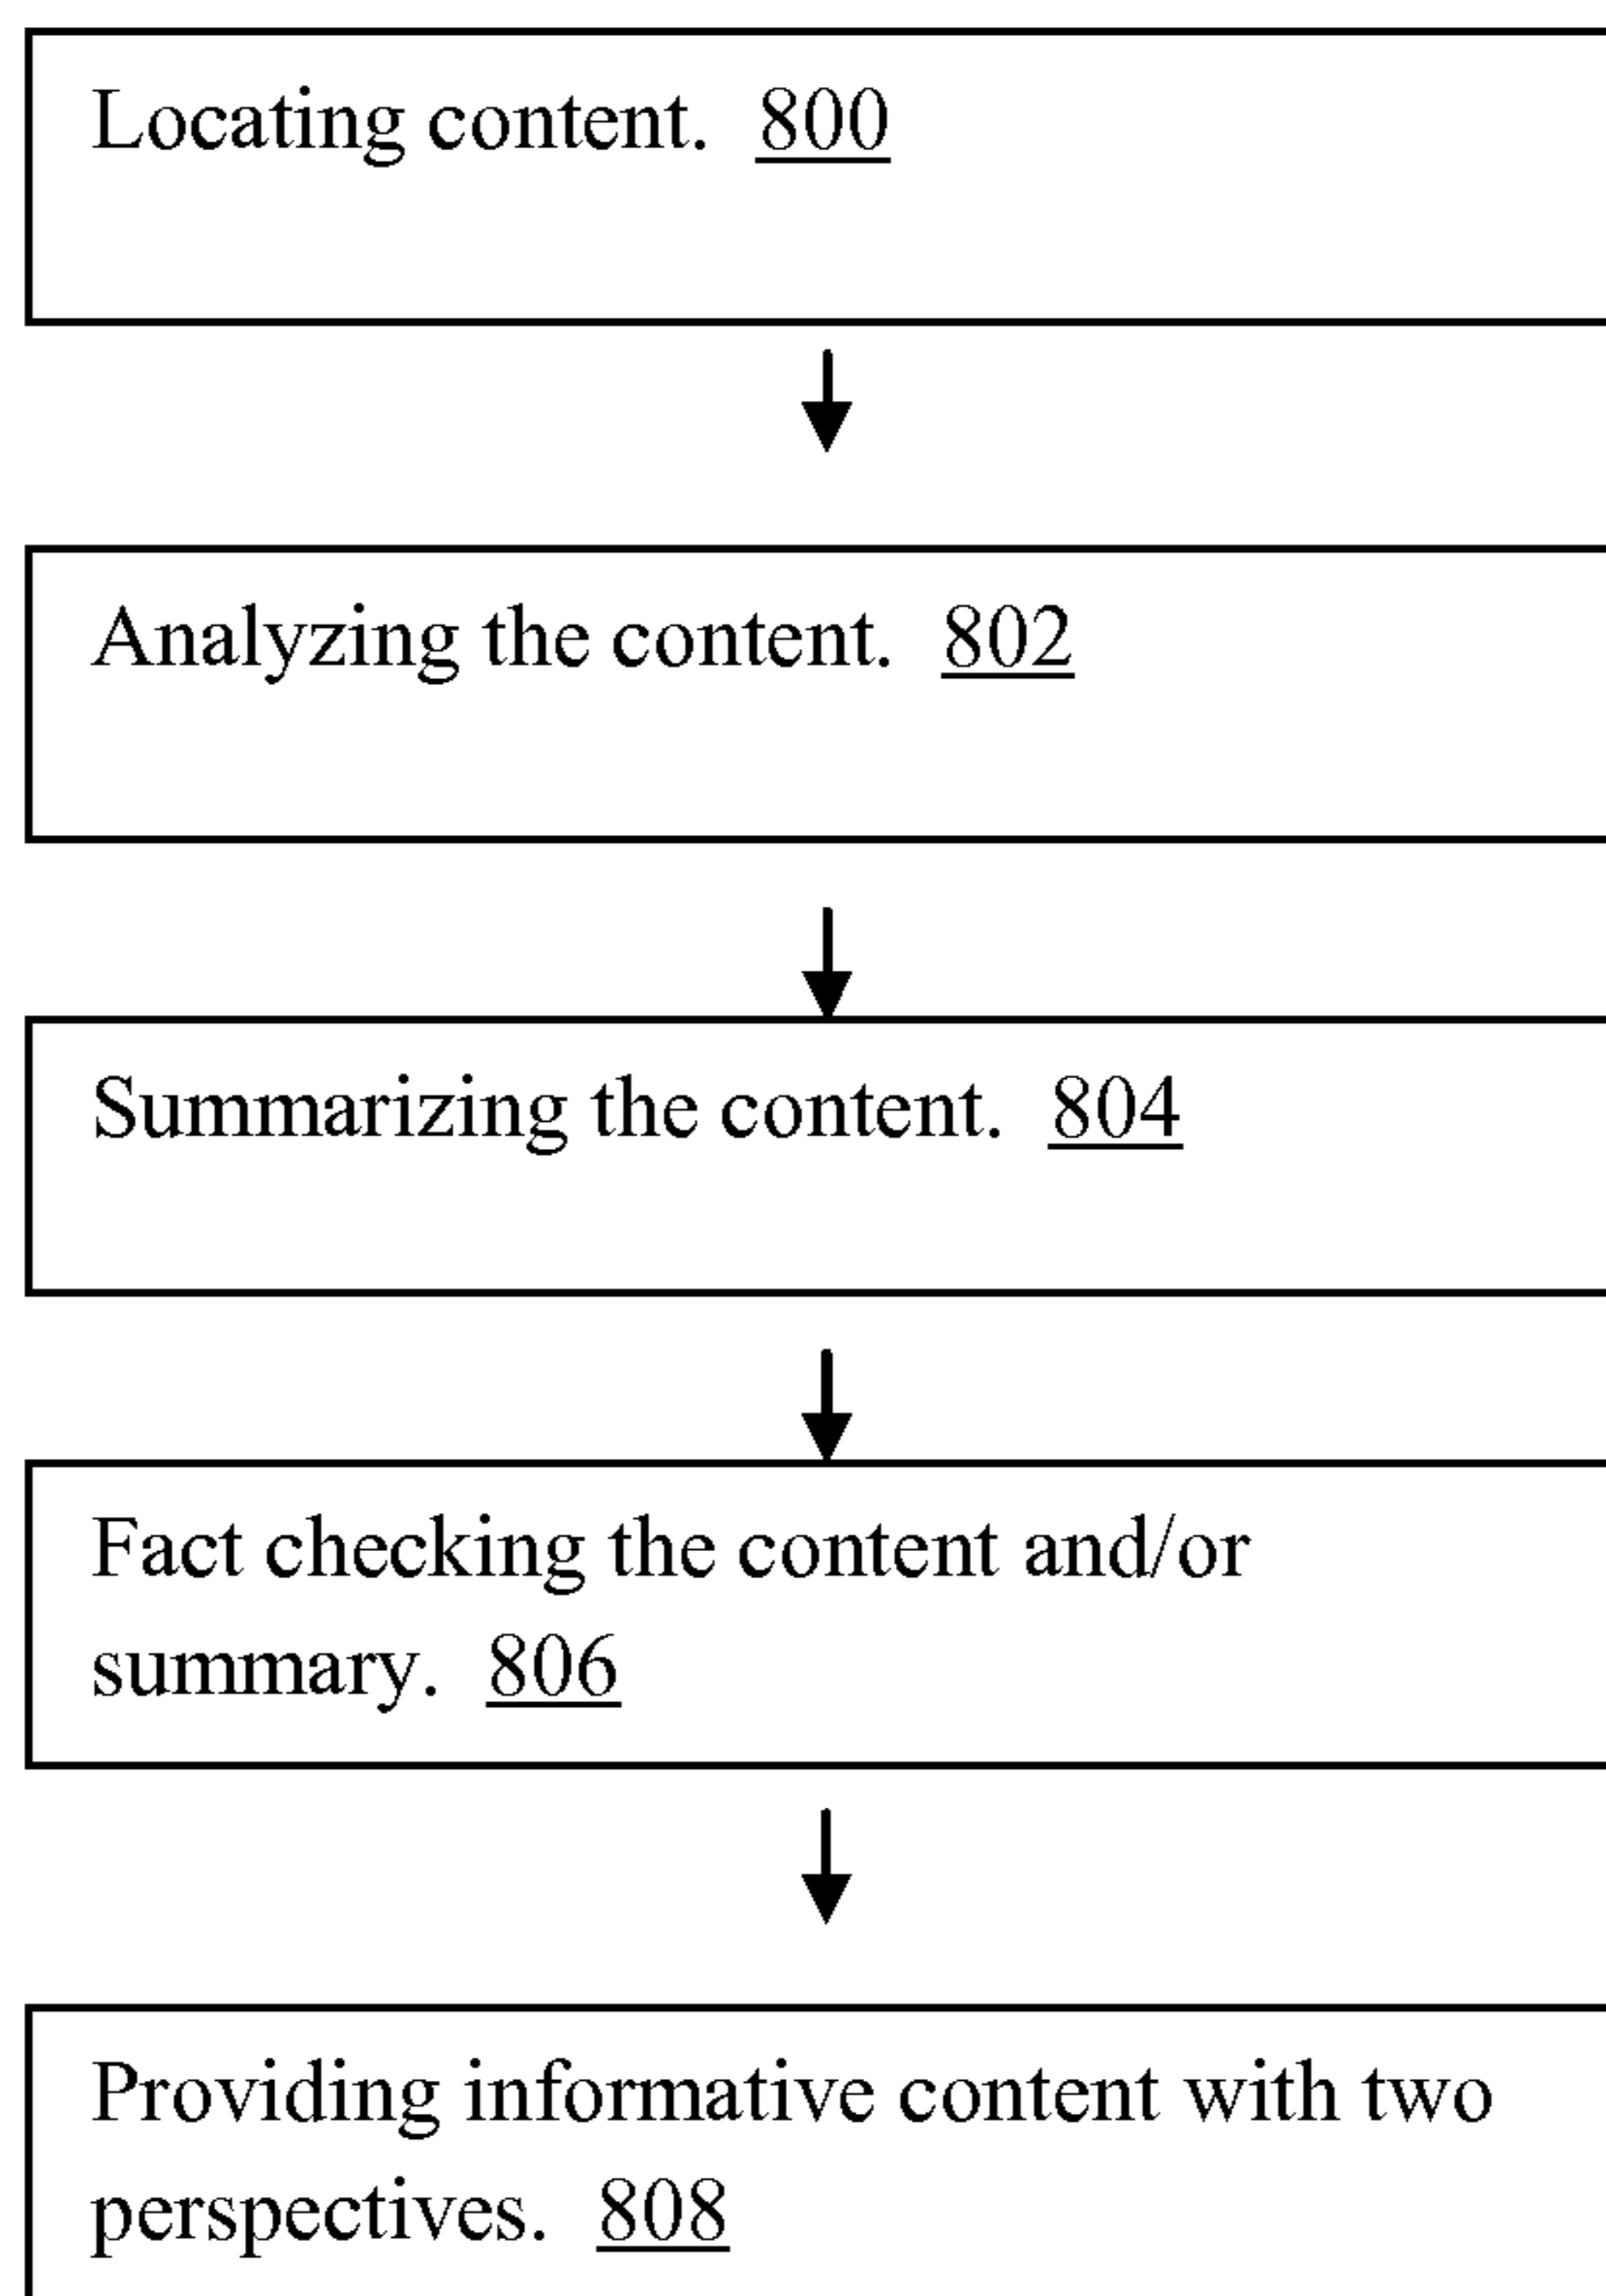 Locating content. 800
Analyzing the content. 802
Summarizing the content. 804
Fact checking the content and/or
summary. 806
Providing informative content with two
perspectives. 808